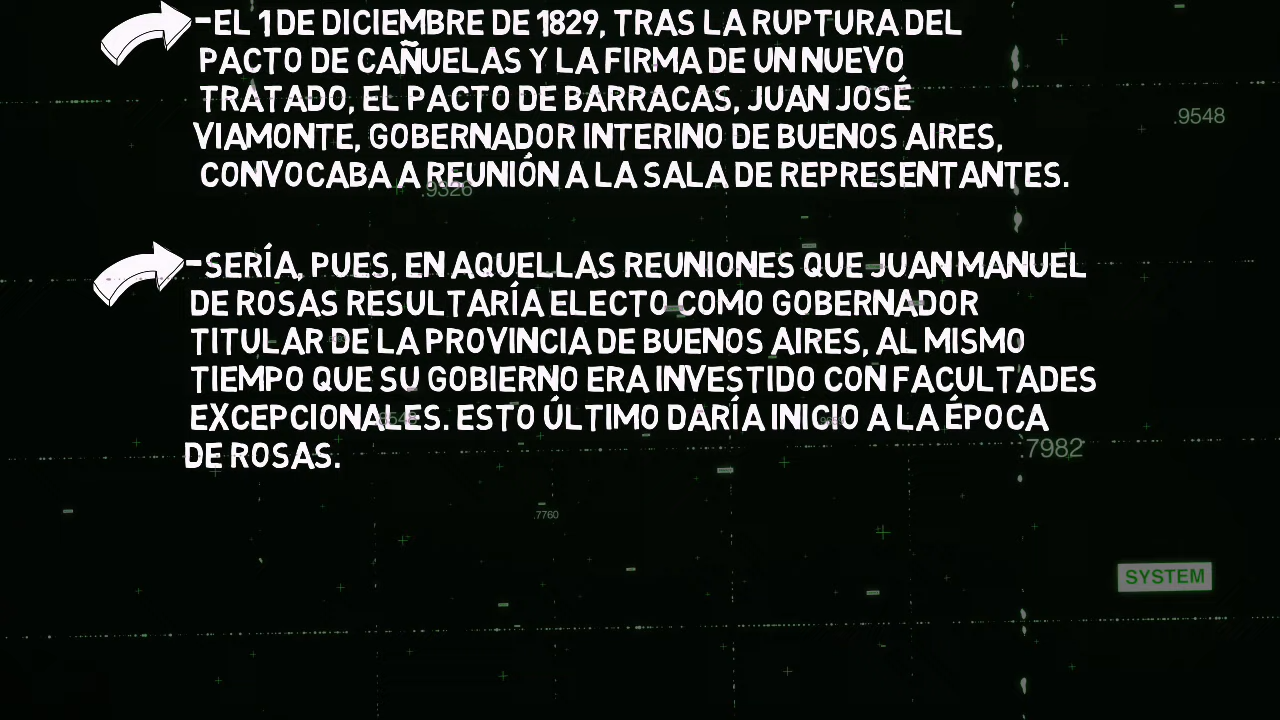 -EL 1 DE DICIEMBRE DE 1829, TRAS LA RUPTURA DEL
PACTO DE CAÑUELAS Y LA FIRMA DE UN NUEVO
TRATADO, EL PACTO DE BARRACAS, JUAN JOSÉ
VIAMONTE, GOBERNADOR INTERINO DE BUENOS AIRES,
CONVOCABA A REUNIÓN A LA SALA DE REPRESENTANTES.
.9548
.9326
-SERÍA, PUES, EN AQUELLAS REUNIONES QUE JUAN MANUEL
DE ROSAS RESULTARÍA ELECTO COMO GOBERNADOR
TITULAR DE LA PROVINCIA DE BUENOS AIRES, AL MISMO
TIEMPO QUE SU GOBIERNO ERA INVESTIDO CON FACULTADES
EXCEPCIONALES. ESTO ÚLTIMO DARÍA INICIO A LA ÉPOCA
DE ROSAS.
.7982
.7760
SYSTEM